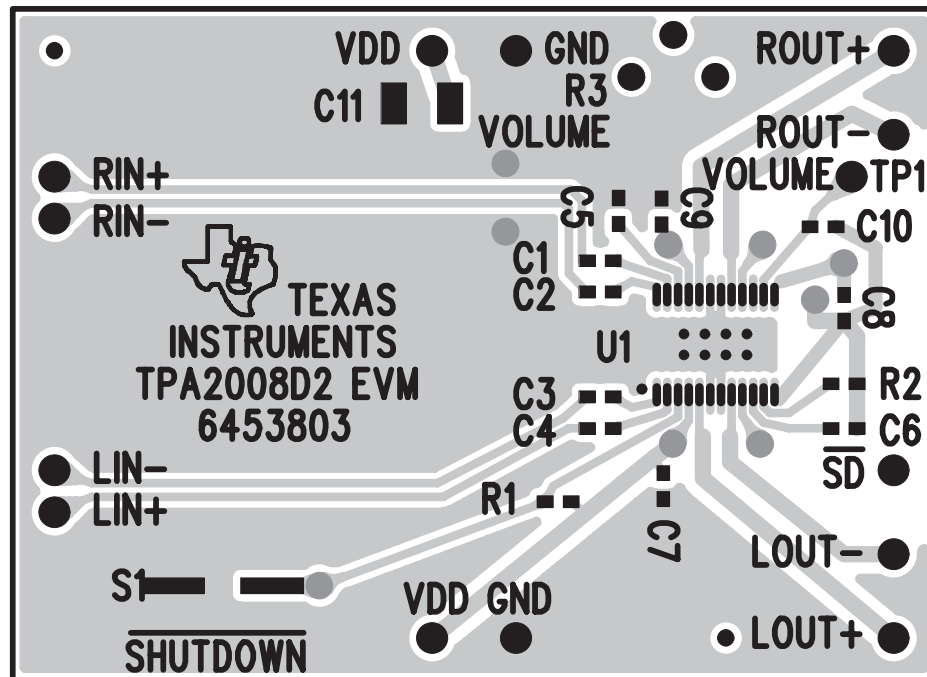 VDD
GND
ROUT+
C11
R3
VOLUME
ROUT-
RIN+
VOLUME
TP1
RIN-
C5
C9
C10
C1
C2
C8
TEXAS
INSTRUMENTS
U1
TPA2008D2 EVM
6453803
C3
C4
R2
C6
LIN-
SD
LIN+
R1
C7
LOUT-
S1
VDD
GND
LOUT+
SHUTDOWN